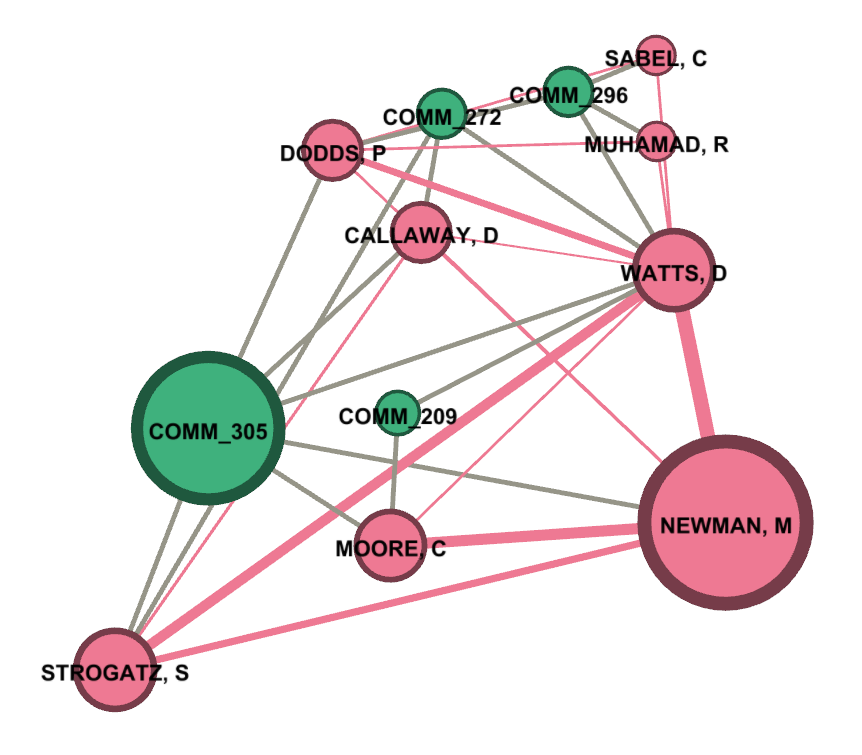 SABEL, C
COMM_296
COMM_272
MUHAMAD, R
DODDS, P
CALLAWAY, D
WATTS, D
COMM_209
COMM_305
NEWMAN, M
MOORE, C
STROGATZ, S